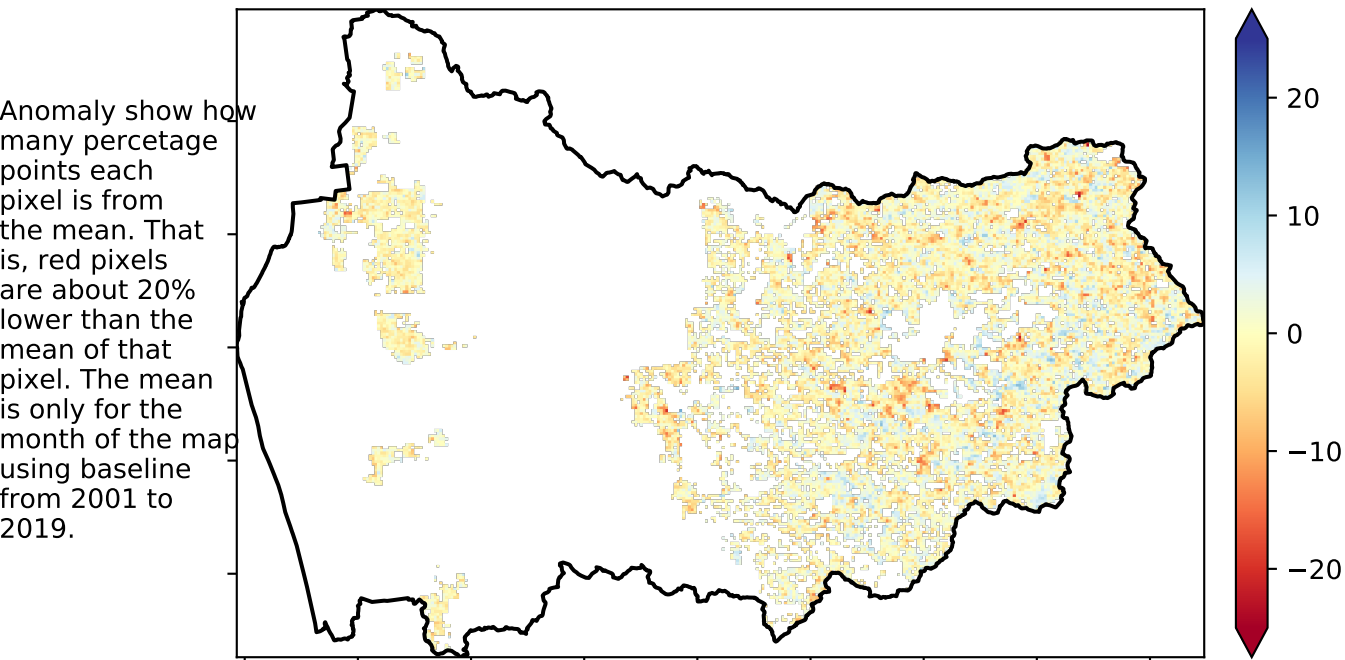 Anomaly show how
many percetage
points each
pixel is from
the mean. That
is, red pixels
are about 20%
lower than the
mean of that
pixel. The mean
is only for the
month of the map
using baseline
from 2001 to
2019.
20
10
0
−10
−20